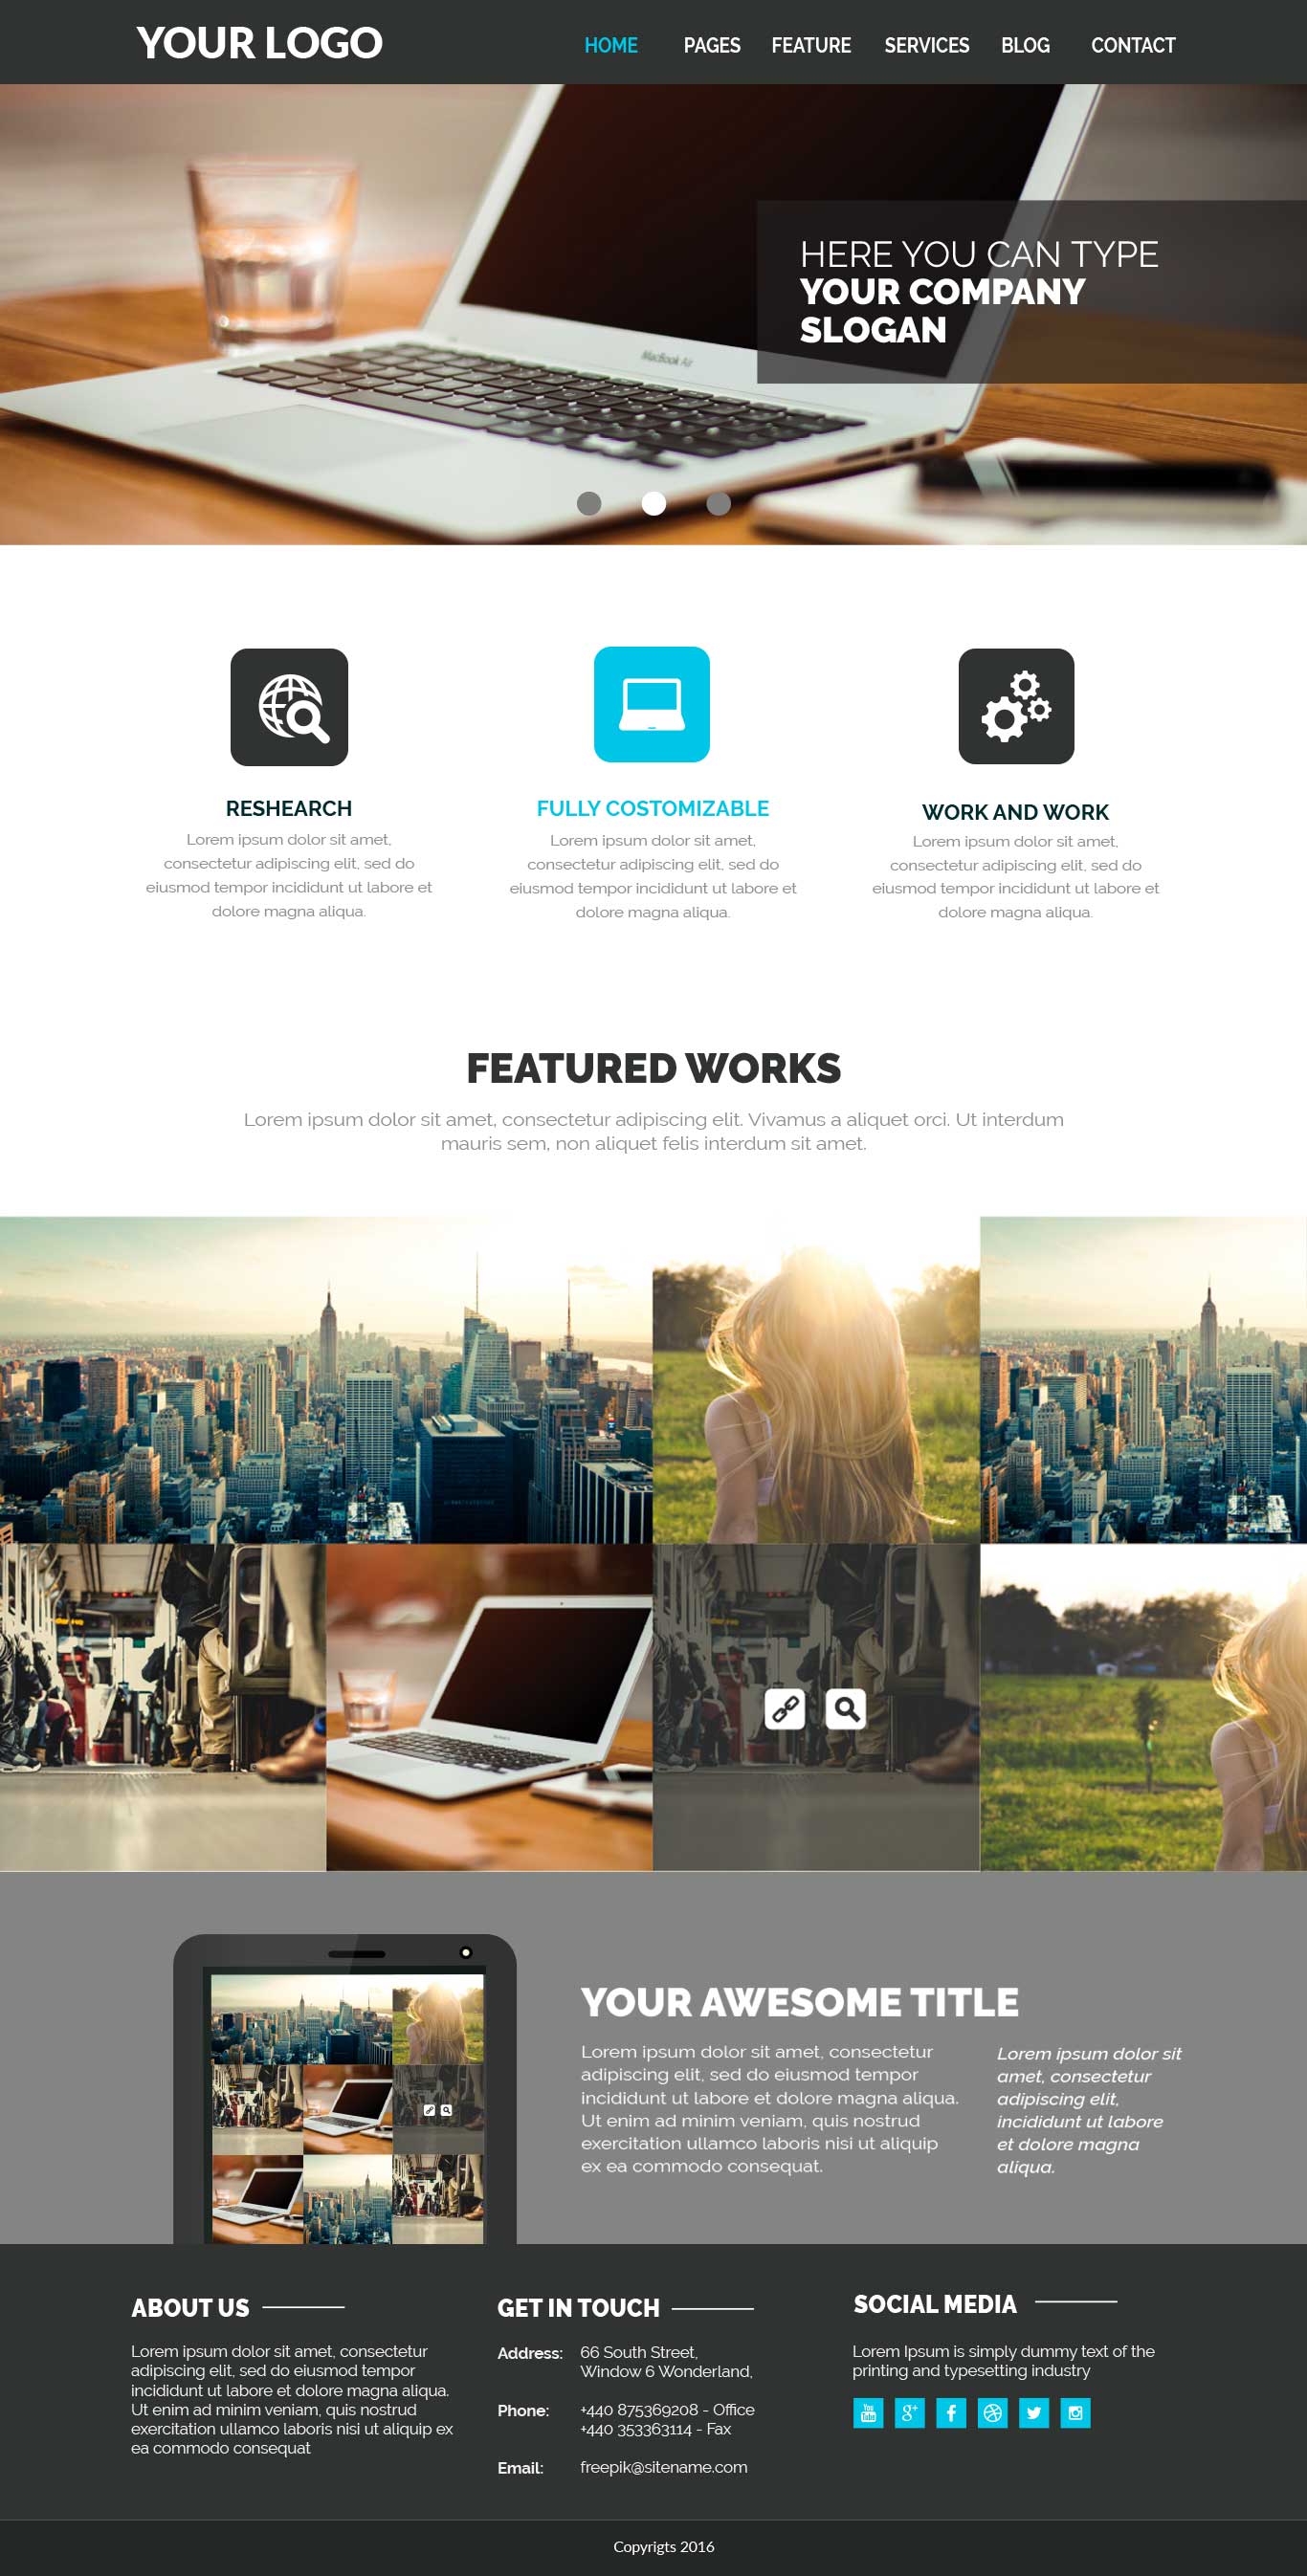 YOUR LOGO
HOME PAGES FEATURE SERVICES BLOG CONTACT
HERE YOU CAN TYPE
YOUR COMPANY
SLOGAN
MacBook Air
RESHEARCH
Lorem ipsum dolor sit amet,
consectetur adipiscing elit, sed do
eiusmod tempor incididunt ut labore et
dolore magna aliqua.
FULLY COSTOMIZABLE
Lorem ipsum dolor sit amet,
consectetur adipiscing elit, sed do
eiusmod tempor incididunt ut labore et
dolore magna aliqua.
WORK AND WORK
Lorem ipsum dolor sit amet,
consectetur adipiscing elit, sed do
eiusmod tempor incididunt ut labore et
dolore magna aliqua.
FEATURED WORKS
Lorem ipsum dolor sit amet, consectetur adipiscing elit. Vivamus a aliquet orci. Ut interdum
mauris sem, non aliquet felis interdum sit amet.
YOUR AWESOME TITLE
Lorem ipsum dolor sit amet, consectetur
adipiscing elit, sed do eiusmod tempor
incididunt ut labore et dolore magna aliqua.
Ut enim ad minim veniam, quis nostrud
exercitation ullamco laboris nisi ut aliquip
ex ea commodo consequat.
Lorem ipsum dolor sit
amet, consectetur
adipiscing elit,
incididunt ut labore
et dolore magna
aliqua.
ABOUT US
Lorem ipsum dolor sit amet, consectetur
adipiscing elit, sed do eiusmod tempor
incididunt ut labore et dolore magna aliqua.
Ut enim ad minim veniam, quis nostrud
exercitation ullamco laboris nisi ut aliquip ex
ea commodo consequat
GET IN TOUCH
Address: 66 South Street,
Window 6 Wonderland,
Phone: +440 875369208 - Office
+440 353363114 - Fax
Email: freepik@sitename.com
SOCIAL MEDIA
Lorem Ipsum is simply dummy text of the
printing and typesetting industry
You Tube g+ f
Copyrigts 2016